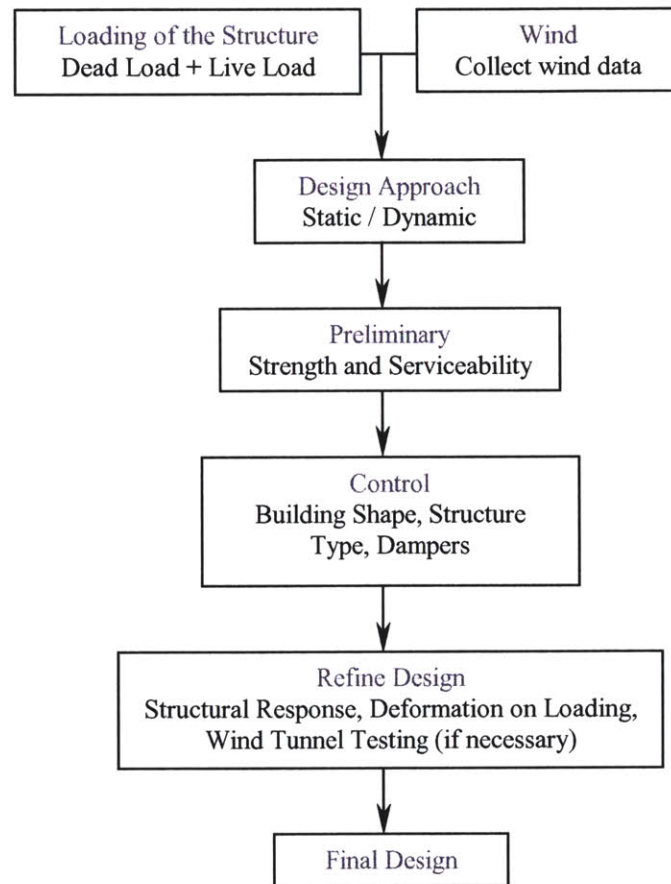 Loading of the Structure
Dead Load + Live Load
Wind
Collect wind data
Design Approach
Static / Dynamic
Preliminary
Strength and Serviceability
Control
Building Shape, Structure
Type, Dampers
Refine Design
Structural Response, Deformation on Loading,
Wind Tunnel Testing (if necessary)
Final Design